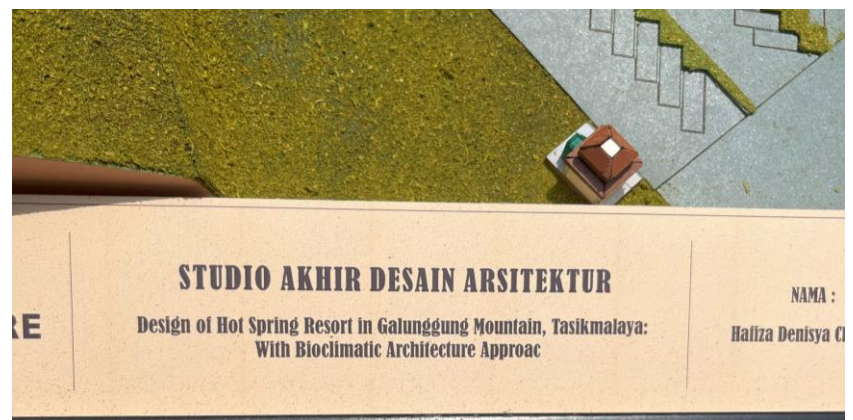 RE
STUDIO AKHIR DESAIN ARSITEKTUR
Design of Hot Spring Resort in Galunggung Mountain, Tasikmalaya:
With Bioclimatic Architecture Approac
NAMA :
Hafiza Denisya